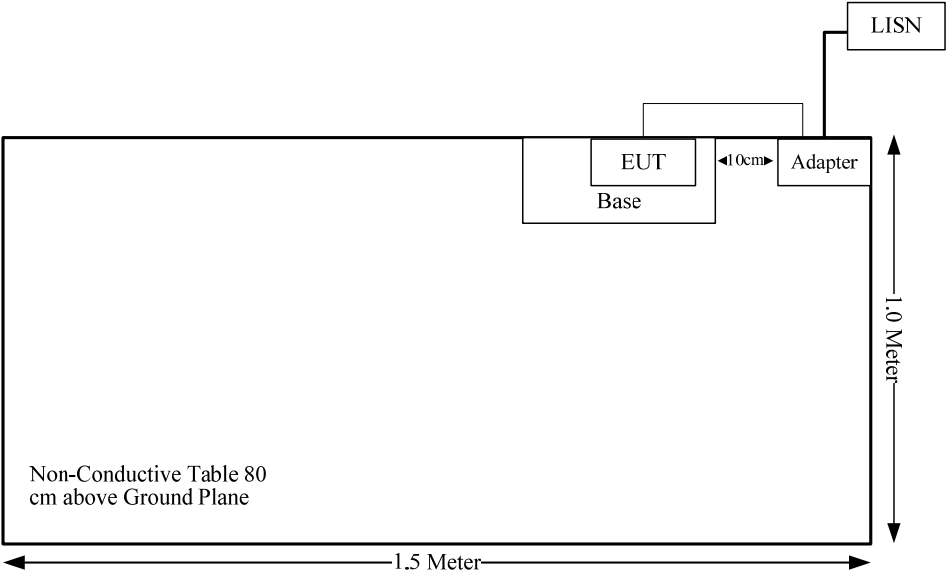 LISN
EUT
10cm
Adapter
Base
1.0 Meter
Non-Conductive Table 80
cm above Ground Plane
1.5 Meter